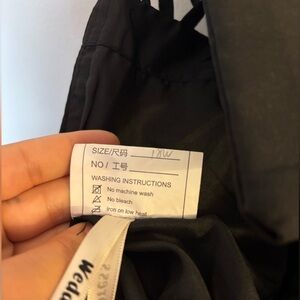 SIZE/尺码
NO / 工号
WASHING INSTRUCTIONS
No machine wash
No bleach
Iron on low heat